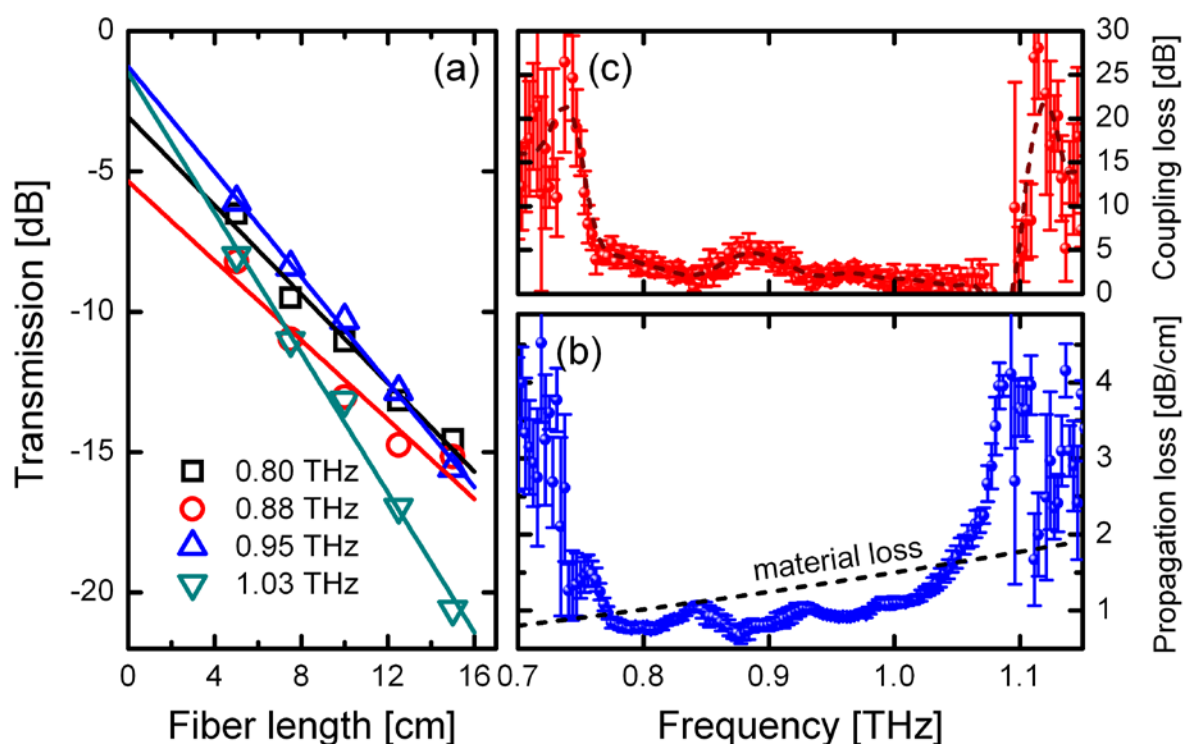 0
-5
-10
-15
-20
Transmission [dB]
(a)
0.80 THz
0.88 THz
0.95 THz
1.03 THz
0 4 8 12 16
Fiber length [cm]
(c)
30
25
20
15
10
5
0
Coupling loss [dB]
(b)
material loss
4
3
2
1
Propagation loss [dB/cm]
0.7 0.8 0.9 1.0 1.1
Frequency [THz]